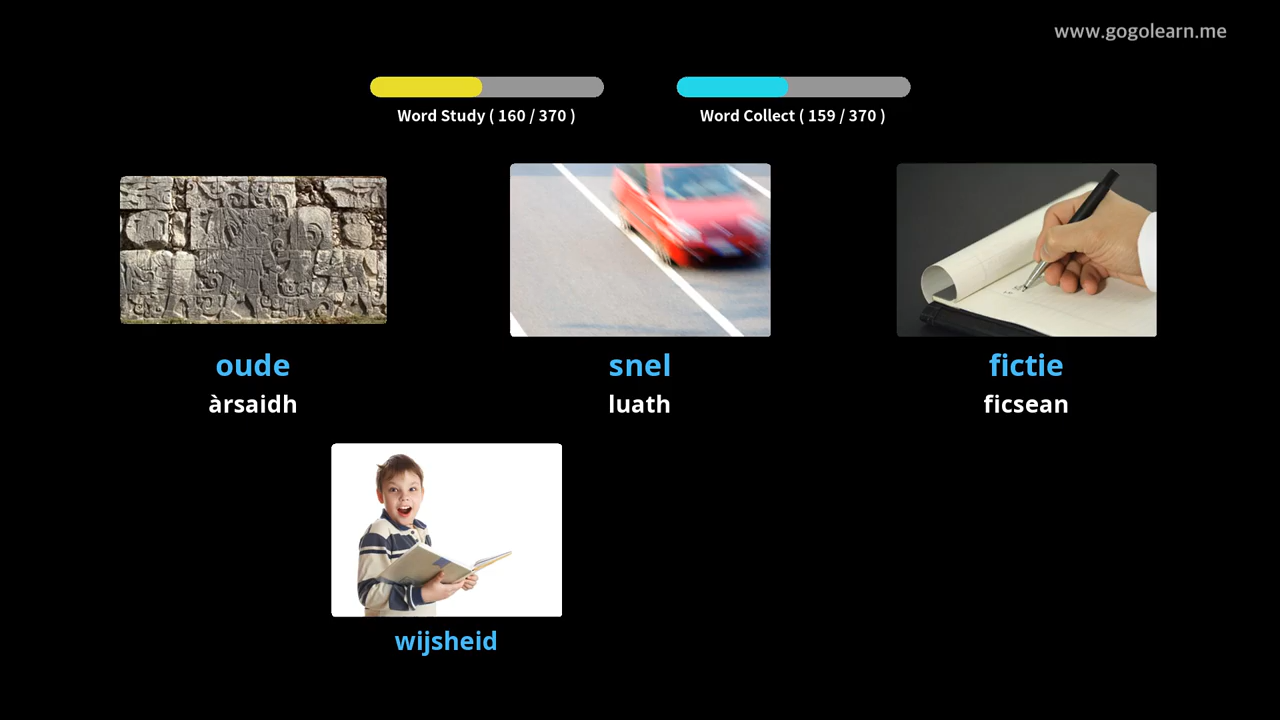 www.gogolearn.me
Word Study ( 160 / 370 )
Word Collect ( 159 / 370 )
oude
snel
fictie
àrsaidh
luath
ficsean
wijsheid